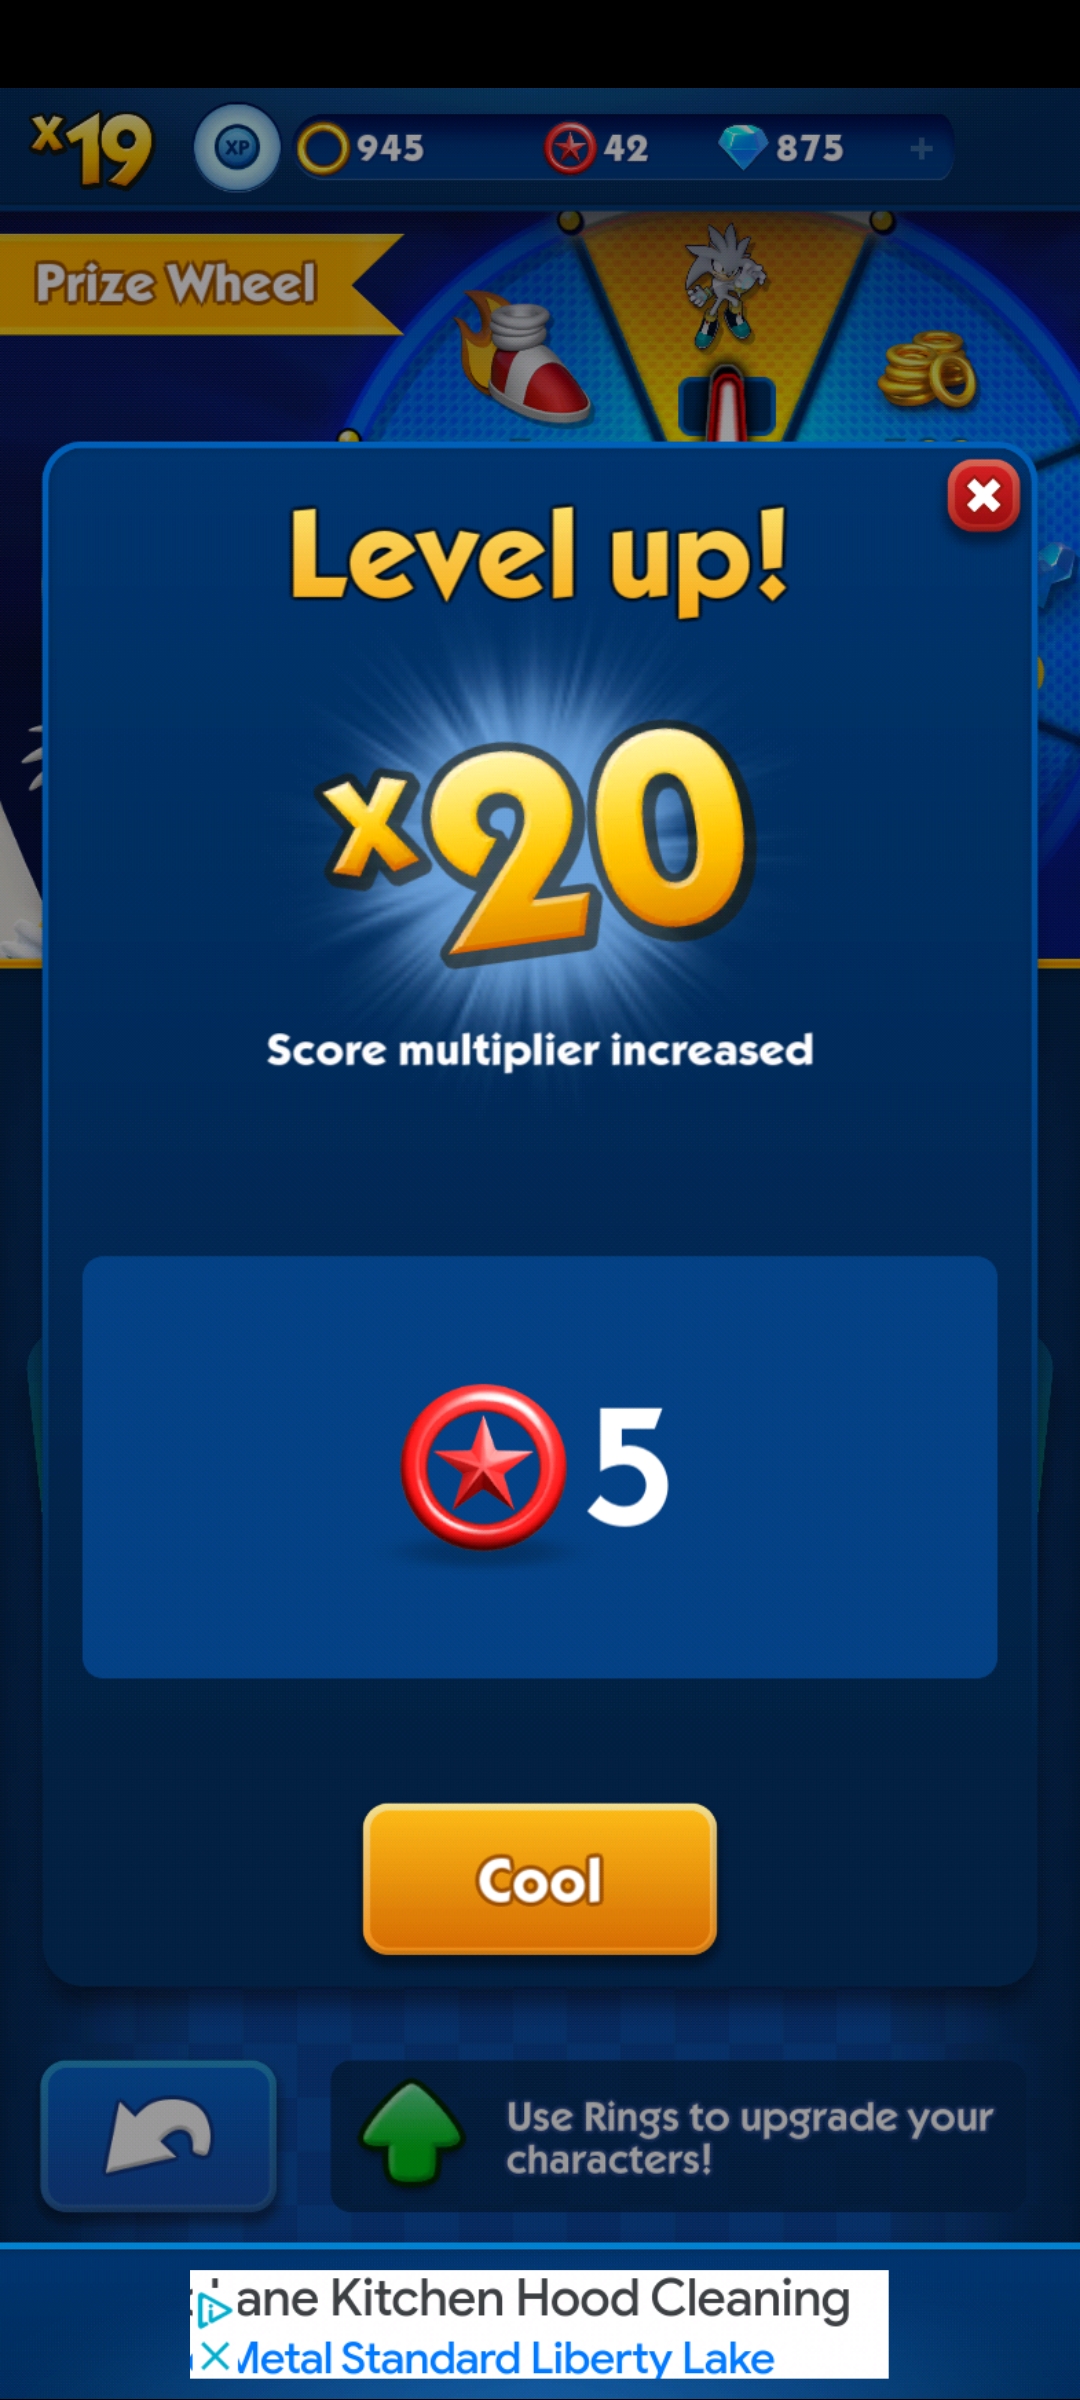 x19 XP 945 42 875 +
Prize Wheel
Level up!
x20
Score multiplier increased
5
Cool
Use Rings to upgrade your
characters!
ane Kitchen Hood Cleaning
Metal Standard Liberty Lake